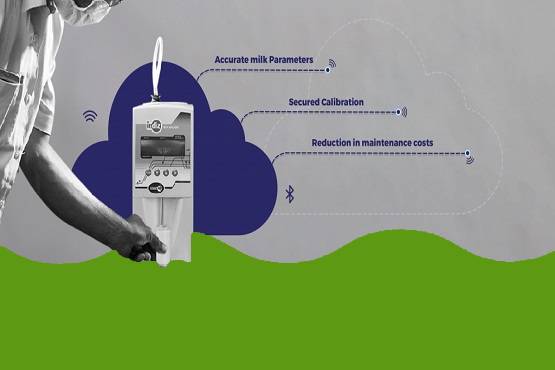 Accurate milk Parameters
Secured Calibration
Reduction in maintenance costs